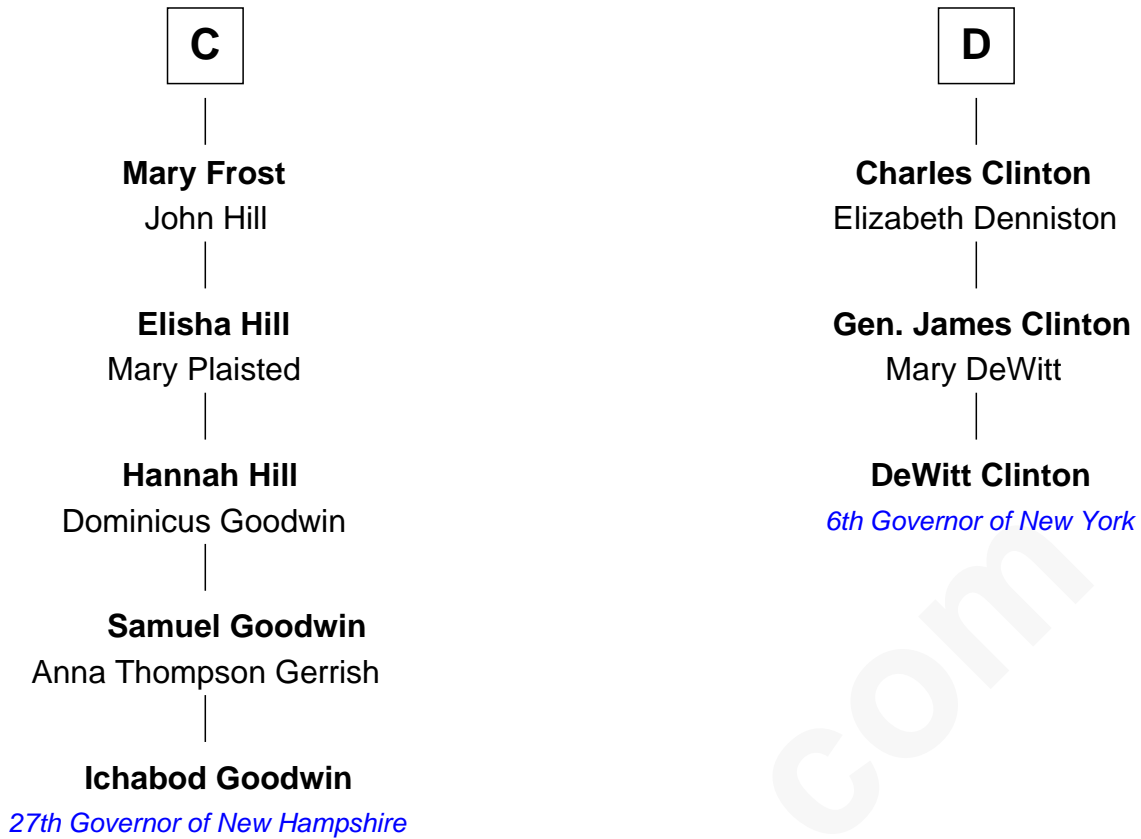 C
Mary Frost
John Hill
Elisha Hill
Mary Plaisted
Hannah Hill
Dominicus Goodwin
Samuel Goodwin
Anna Thompson Gerrish
Ichabod Goodwin
27th Governor of New Hampshire
D
Charles Clinton
Elizabeth Denniston
Gen. James Clinton
Mary DeWitt
DeWitt Clinton
6th Governor of New York
com